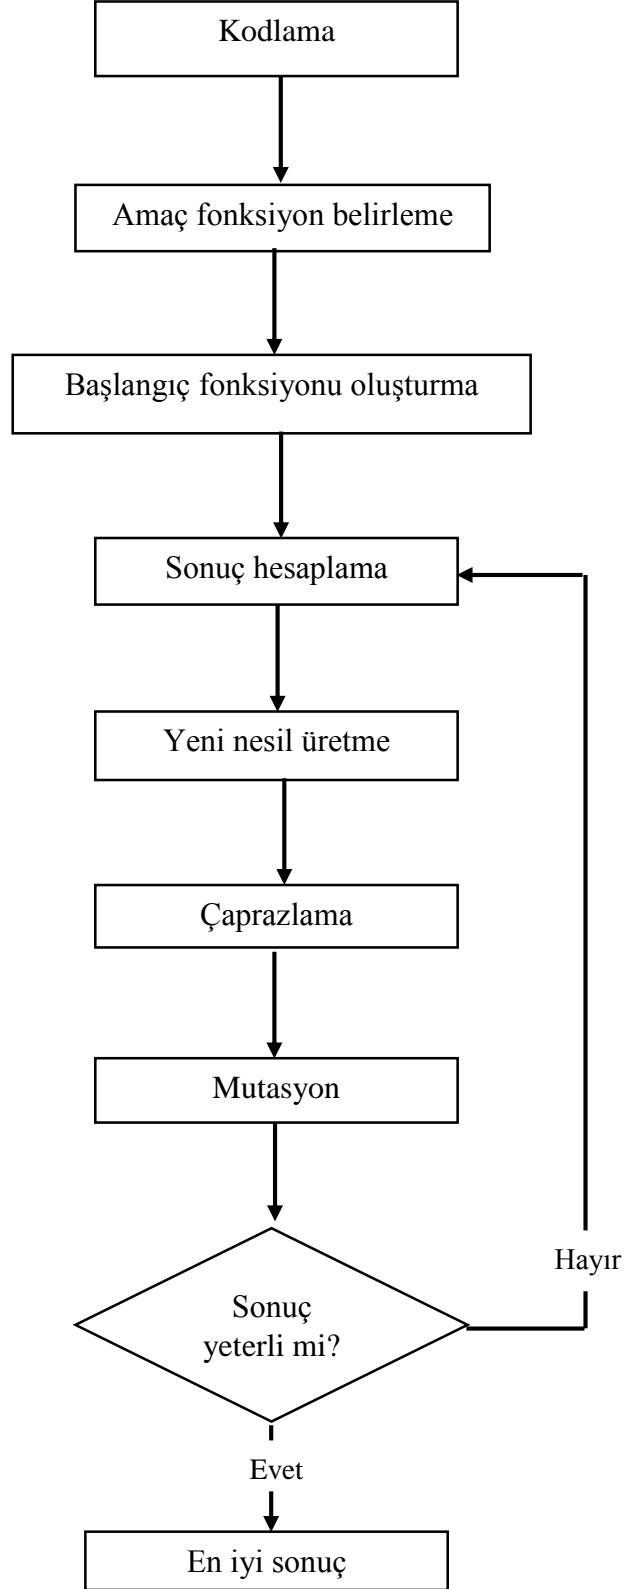 Kodlama
Amaç fonksiyon belirleme
Başlangıç fonksiyonu oluşturma
Sonuç hesaplama
Yeni nesil üretme
Çaprazlama
Mutasyon
Hayır
Sonuç
yeterli mi?
Evet
En iyi sonuç